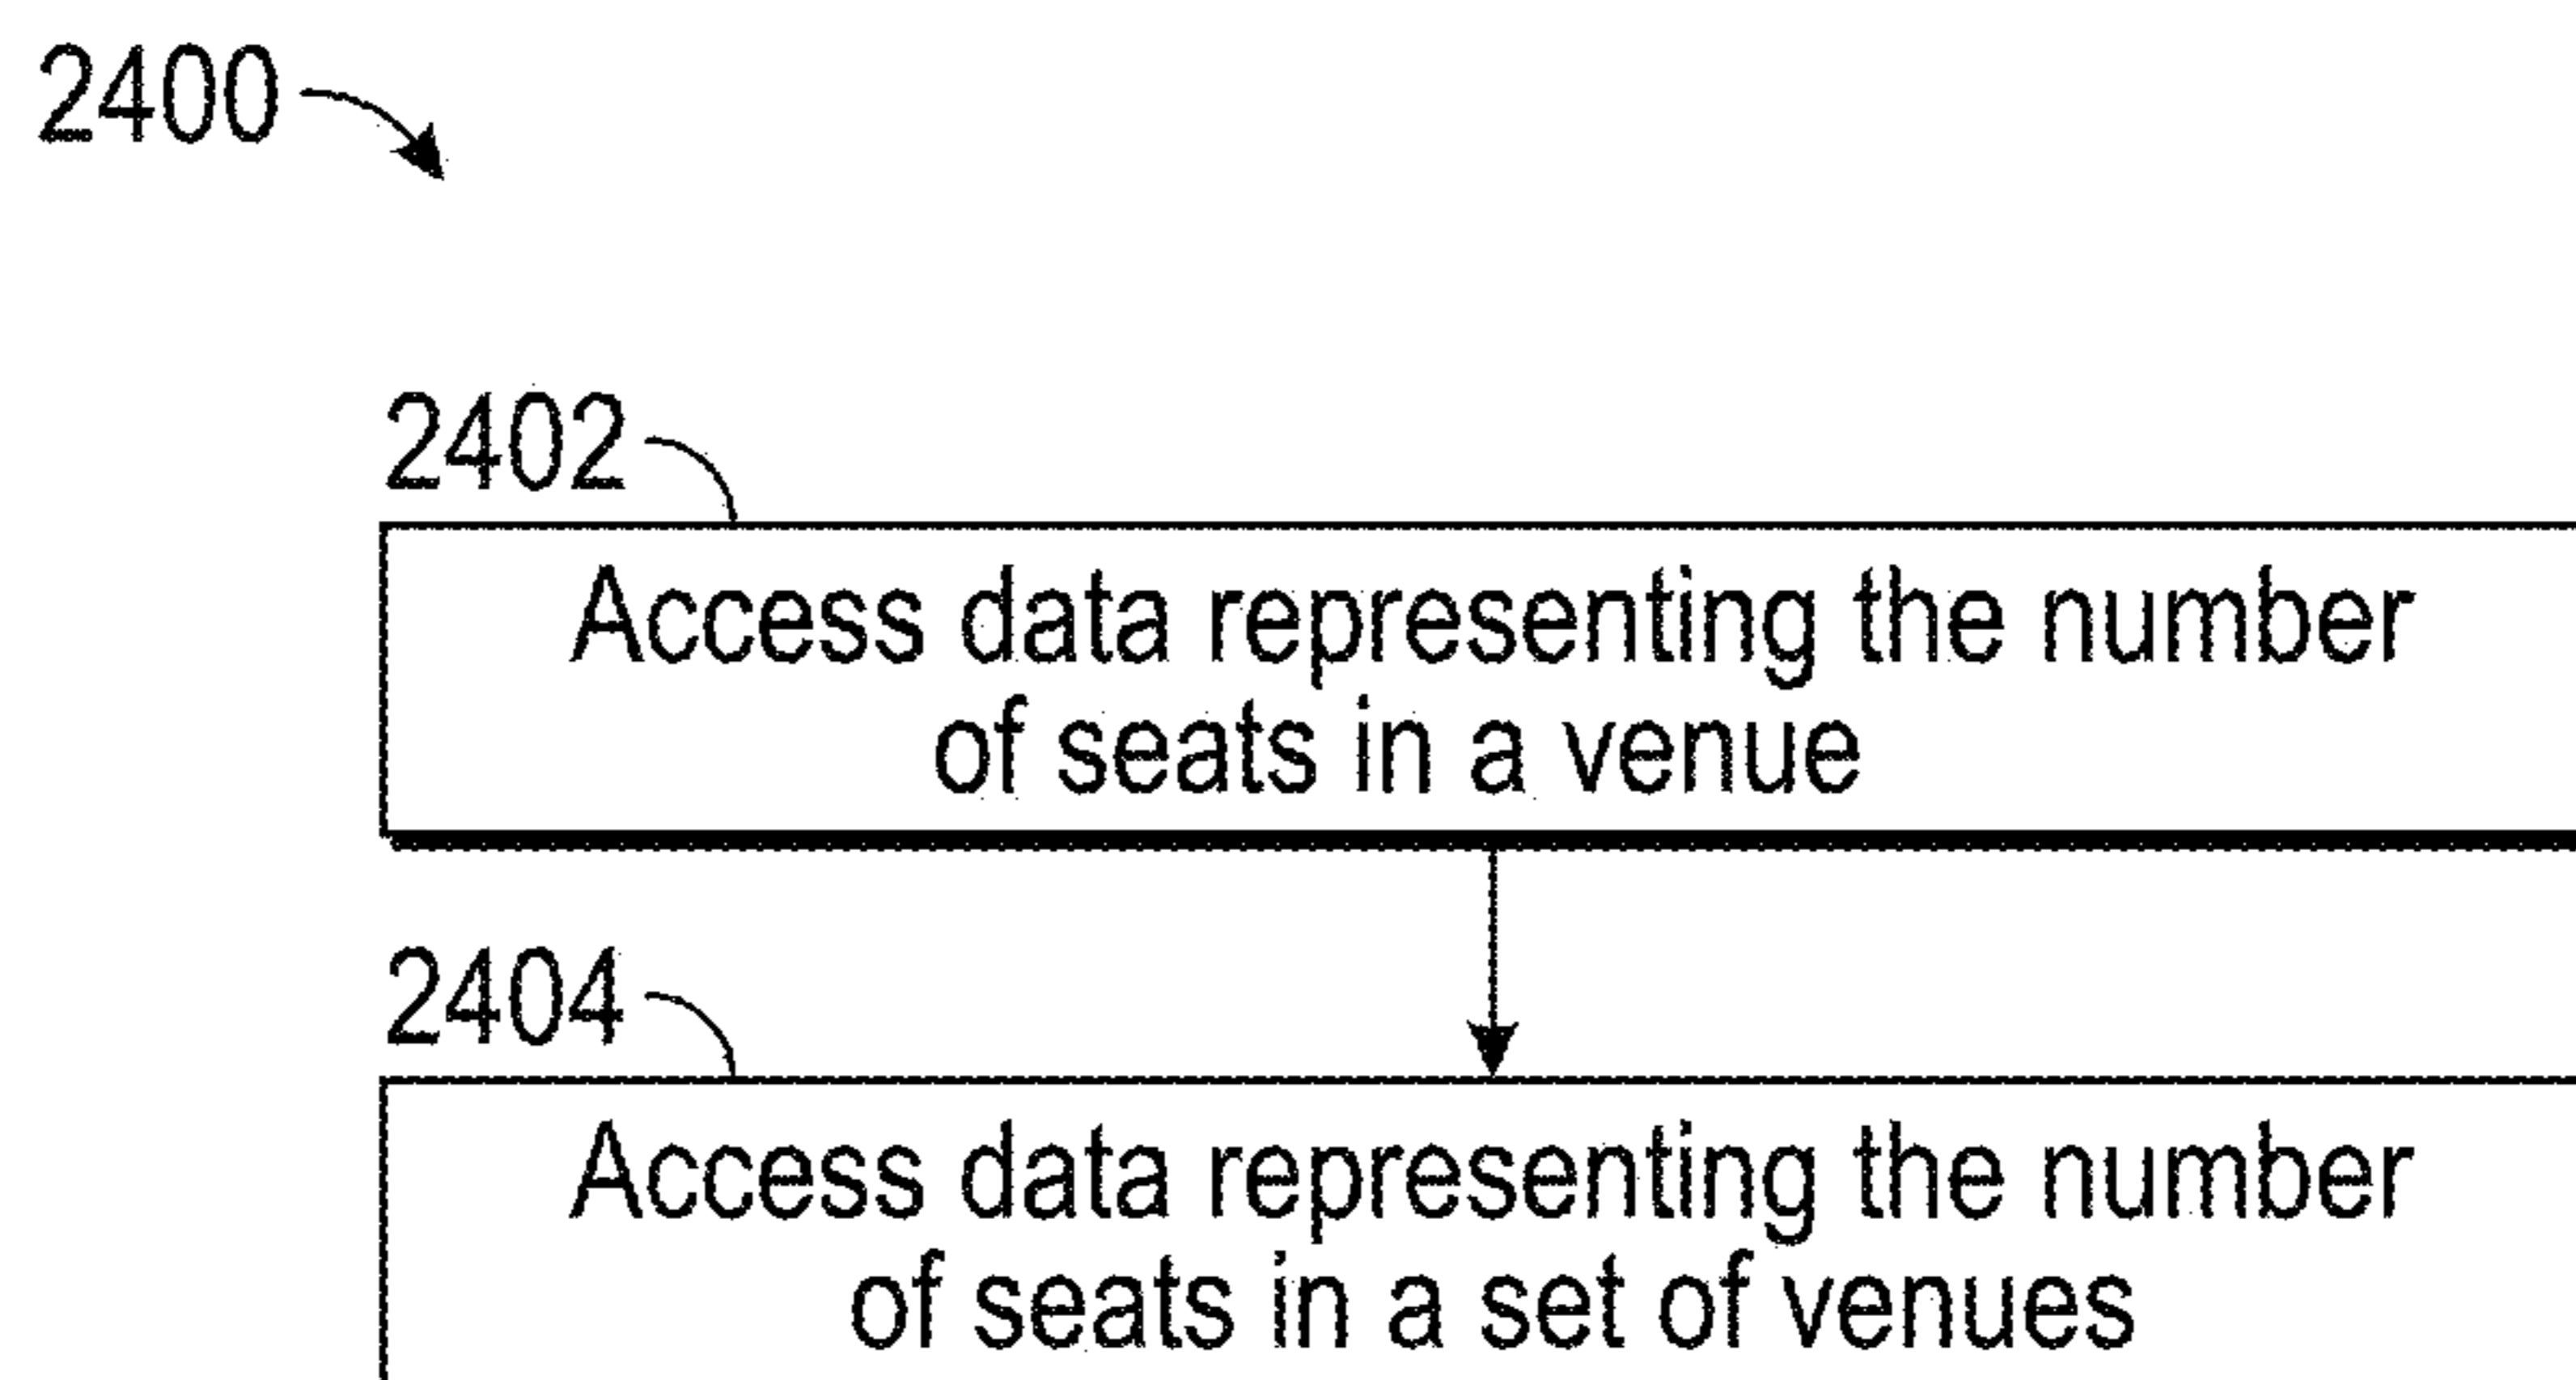 2400
2402
Access data representing the number
of seats in a venue
2404
Access data representing the number
of seats in a set of venues